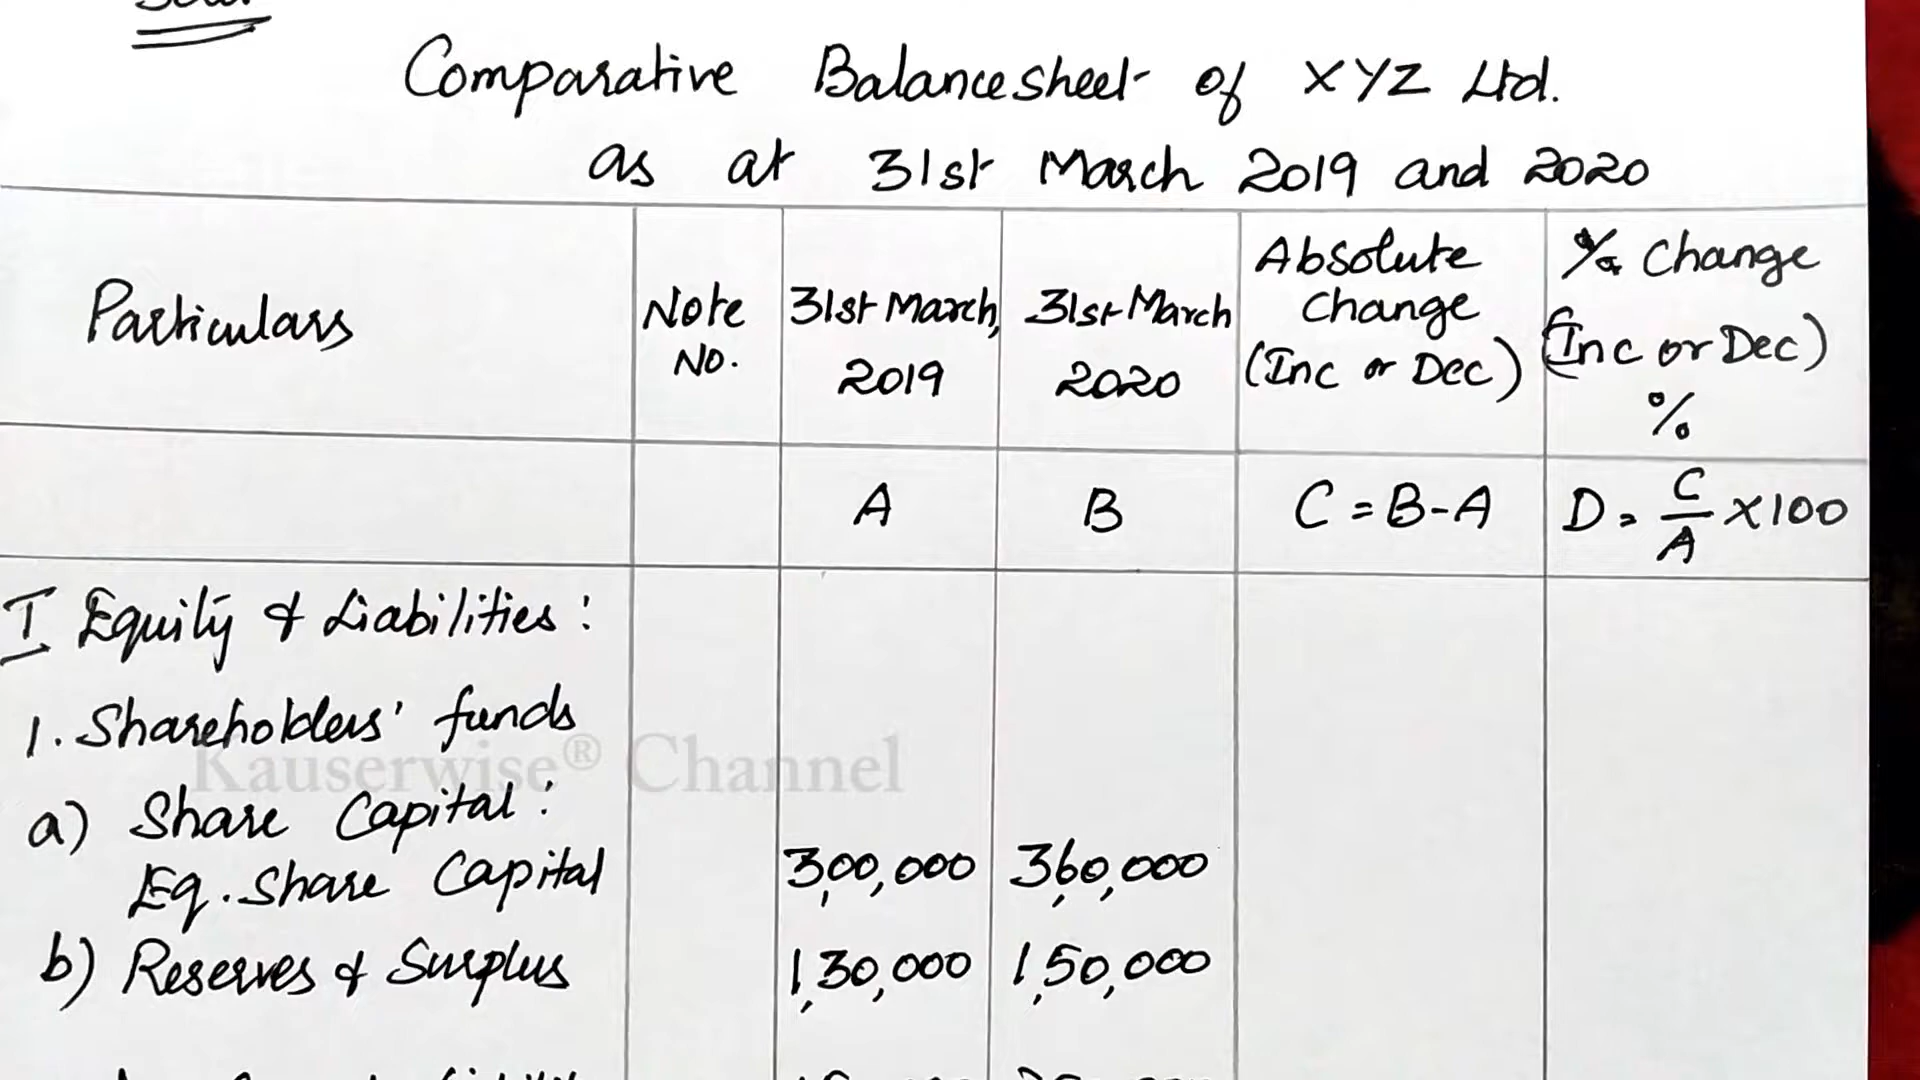 Comparative Balancesheet of XYZ Ltd.
as at 31st March 2019 and 2020
Particulars
Note No.
31st March, 2019
31st March 2020
Absolute Change (Inc or Dec)
% Change (Inc or Dec) %
A
B
C = B-A
D = C/A X100
I Equity & Liabilities:
1. Shareholders' funds
Kauserwise® Channel
a) Share Capital:
Eq. Share Capital 3,00,000 3,60,000
b) Reserves & Surplus 1,30,000 1,50,000